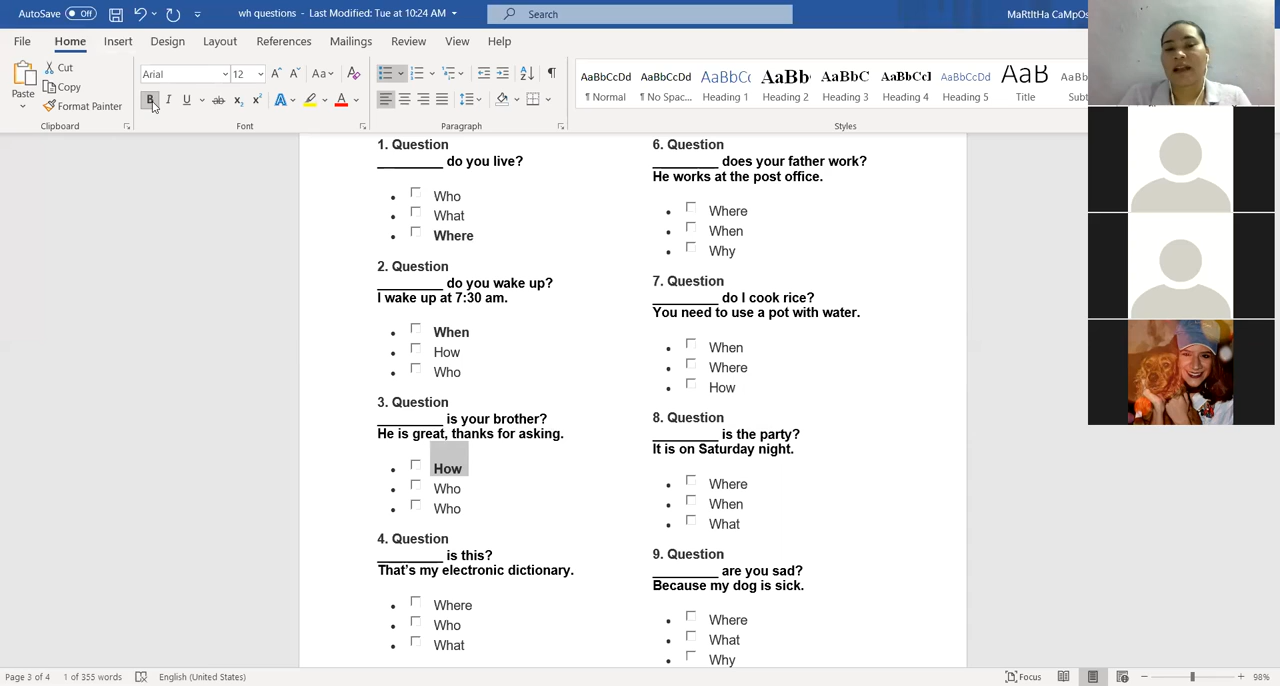 AutoSave Off wh questions - Last Modified: Tue at 10:24 AM Search MaRtItHa CaMpOs
File Home Insert Design Layout References Mailings Review View Help
Paste Cut Copy Format Painter Clipboard
Arial 12 Aa B I U ab x₂ x² A A Font
Paragraph
AaBbCcDd AaBbCcDd AaBbCc AaBb AaBbC AaBbCcI AaBbCcDd AaB AaBb
¶ Normal ¶ No Spac... Heading 1 Heading 2 Heading 3 Heading 4 Heading 5 Title Subt
Styles
1. Question
_________ do you live?
Who
What
Where
2. Question
_________ do you wake up?
I wake up at 7:30 am.
When
How
Who
3. Question
_________ is your brother?
He is great, thanks for asking.
How
Who
Who
4. Question
_________ is this?
That's my electronic dictionary.
Where
Who
What
6. Question
_________ does your father work?
He works at the post office.
Where
When
Why
7. Question
_________ do I cook rice?
You need to use a pot with water.
When
Where
How
8. Question
_________ is the party?
It is on Saturday night.
Where
When
What
9. Question
_________ are you sad?
Because my dog is sick.
Where
What
Why
Page 3 of 4 1 of 355 words English (United States) Focus 98%